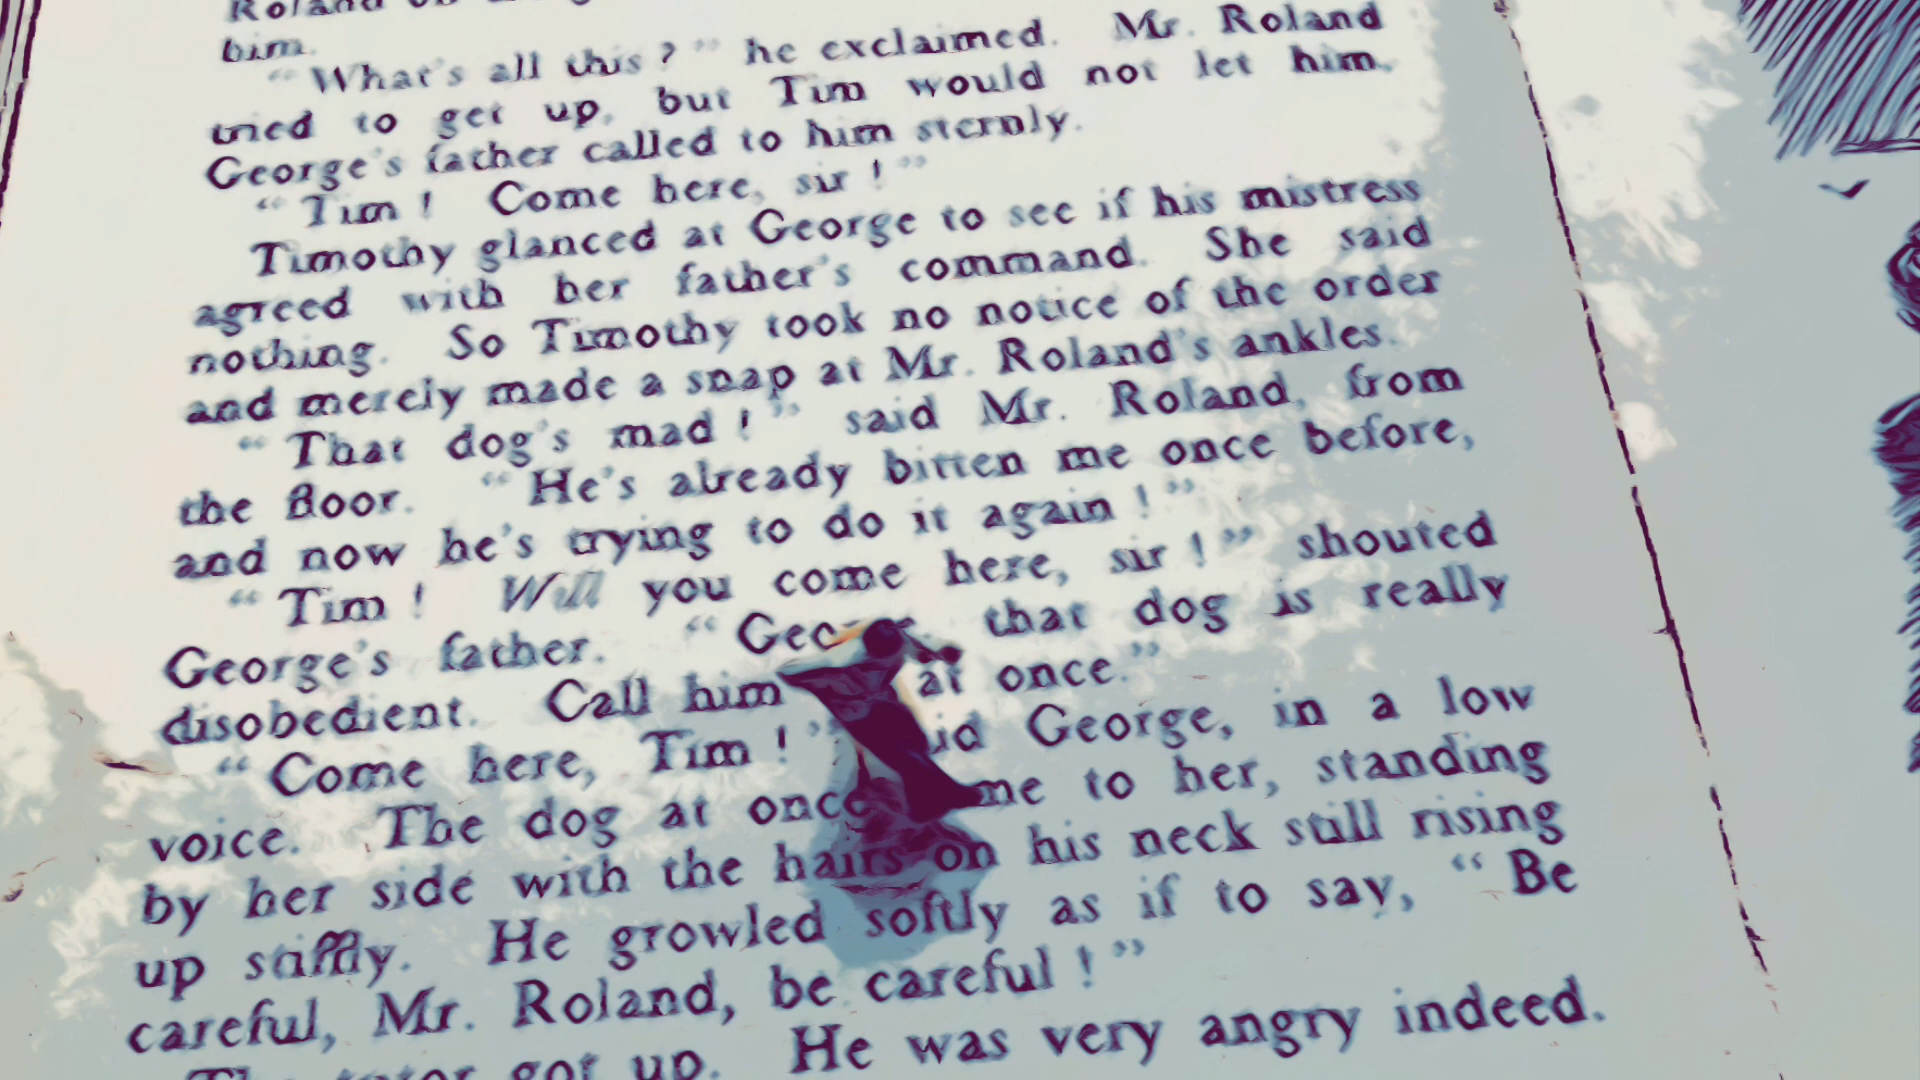 Roland on
him.
“What's all this?” he exclaimed. Mr. Roland
tried to get up, but Tim would not let him.
George's father called to him sternly.
“Tim! Come here, sir!”
Timothy glanced at George to see if his mistress
agreed with her father's command. She said
nothing. So Timothy took no notice of the order
and merely made a snap at Mr. Roland's ankles.
“That dog's mad!” said Mr. Roland, from
the floor. “He's already bitten me once before,
and now he's trying to do it again!”
“Tim! Will you come here, sir!” shouted
George's father. “ that dog is really
disobedient. Call him at once.”
“Come here, Tim!” George, in a low
voice. The dog at to her, standing
by her side with the hairs on his neck still rising
up stiffly. He growled softly as if to say, “Be
careful, Mr. Roland, be careful!”
The tutor got up. He was very angry indeed.